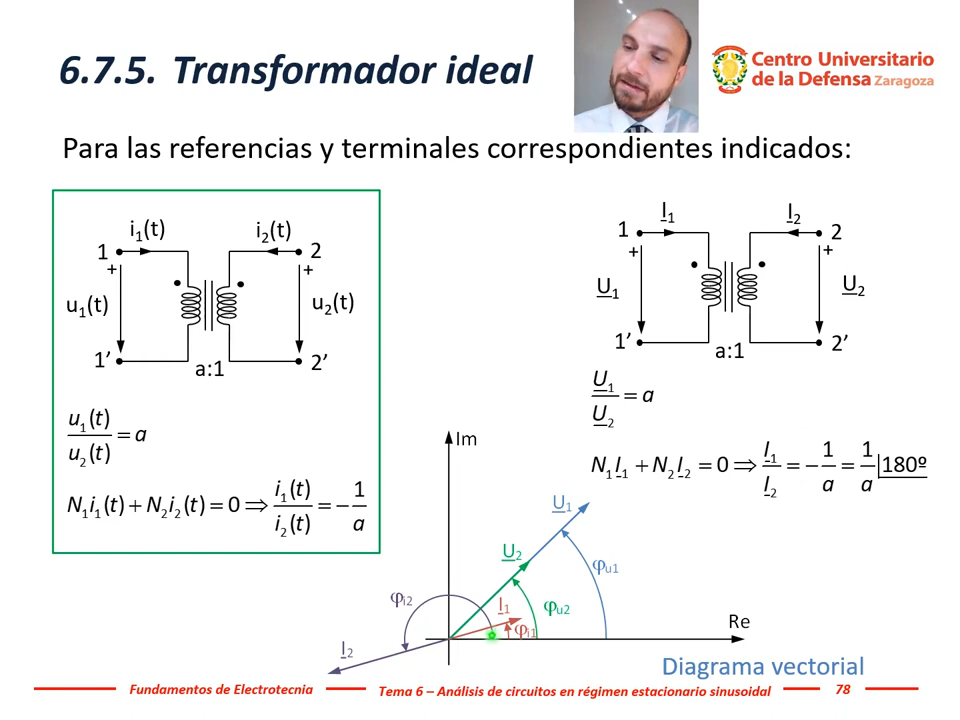 6.7.5. Transformador ideal
Centro Universitario
de la Defensa Zaragoza
Para las referencias y terminales correspondientes indicados:
i₁(t) i₂(t)
1 2
+ +
u₁(t) u₂(t)
1' 2'
a:1
u₁(t)/u₂(t) = a
N₁i₁(t) + N₂i₂(t) = 0 ⇒ i₁(t)/i₂(t) = −1/a
I₁ I₂
1 2
+ +
U₁ U₂
1' 2'
a:1
U₁/U₂ = a
N₁I₁ + N₂I₂ = 0 ⇒ I₁/I₂ = −1/a = 1/a |180º
Im
U₁
U₂
φu1
φi2
I₁
φu2
φi1
Re
I₂
Diagrama vectorial
Fundamentos de Electrotecnia
Tema 6 – Análisis de circuitos en régimen estacionario sinusoidal
78